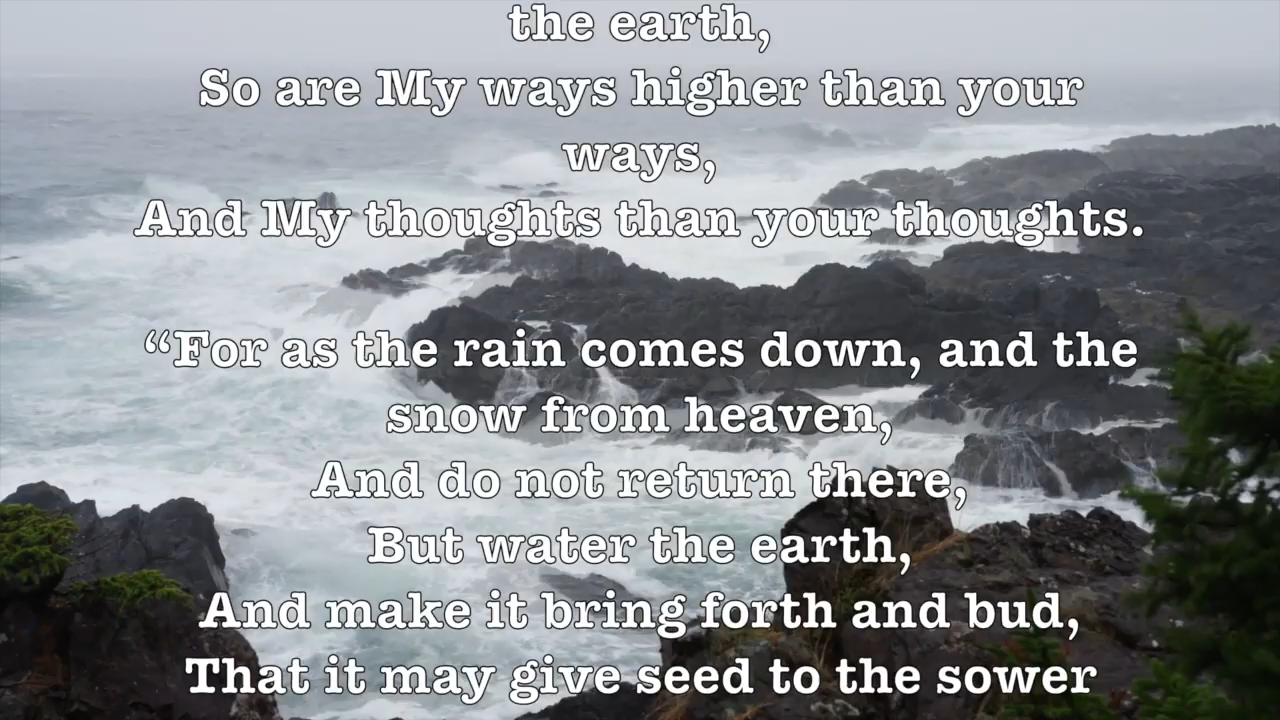 the earth,
So are My ways higher than your
ways,
And My thoughts than your thoughts.
“For as the rain comes down, and the
snow from heaven,
And do not return there,
But water the earth,
And make it bring forth and bud,
That it may give seed to the sower